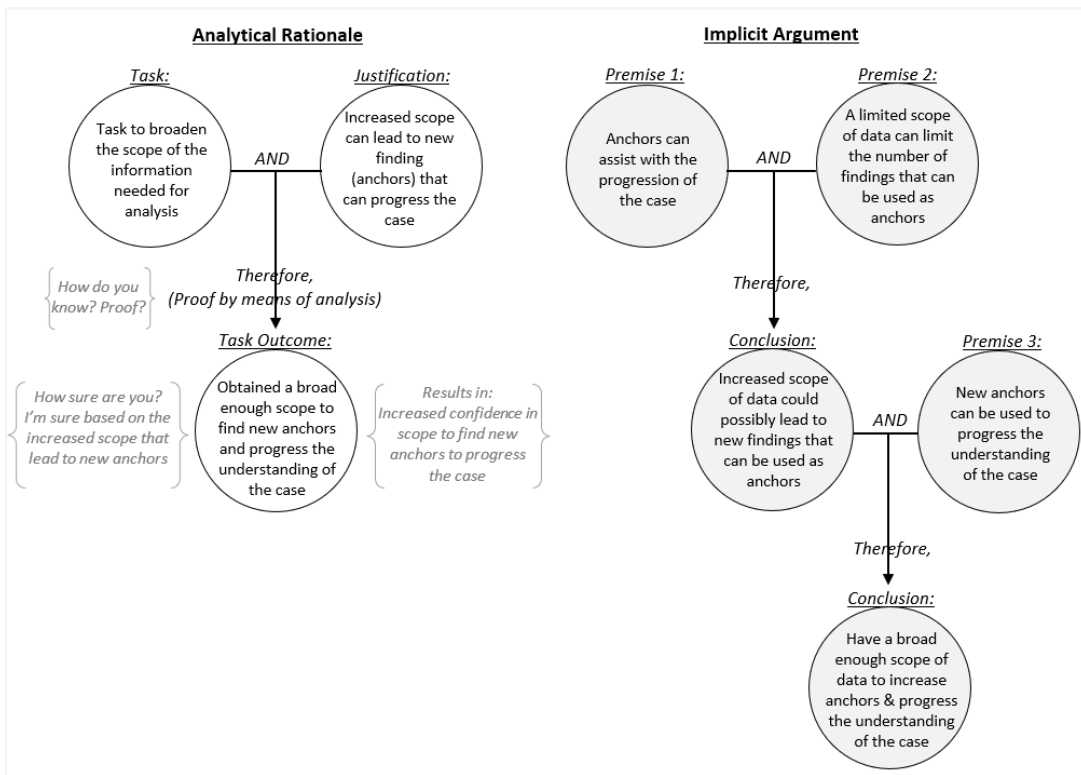 Analytical Rationale
Task:
Task to broaden
the scope of the
information
needed for
analysis
AND
Justification:
Increased scope
can lead to new
finding
(anchors) that
can progress the
case
How do you
know? Proof?
Therefore,
(Proof by means of analysis)
Task Outcome:
How sure are you?
I'm sure based on the
increased scope that
lead to new anchors
Obtained a broad
enough scope to
find new anchors
and progress the
understanding of
the case
Results in:
Increased confidence in
scope to find new
anchors to progress
the case
Implicit Argument
Premise 1:
Anchors can
assist with the
progression of
the case
AND
Premise 2:
A limited scope
of data can limit
the number of
findings that can
be used as
anchors
Therefore,
Conclusion:
Increased scope
of data could
possibly lead to
new findings that
can be used as
anchors
AND
Premise 3:
New anchors
can be used to
progress the
understanding
of the case
Therefore,
Conclusion:
Have a broad
enough scope of
data to increase
anchors & progress
the understanding
of the case